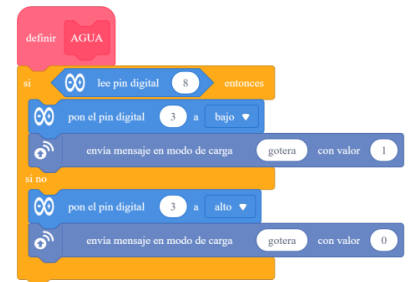 definir AGUA
si lee pin digital 8 entonces
pon el pin digital 3 a bajo
envía mensaje en modo de carga gotera con valor 1
si no
pon el pin digital 3 a alto
envía mensaje en modo de carga gotera con valor 0